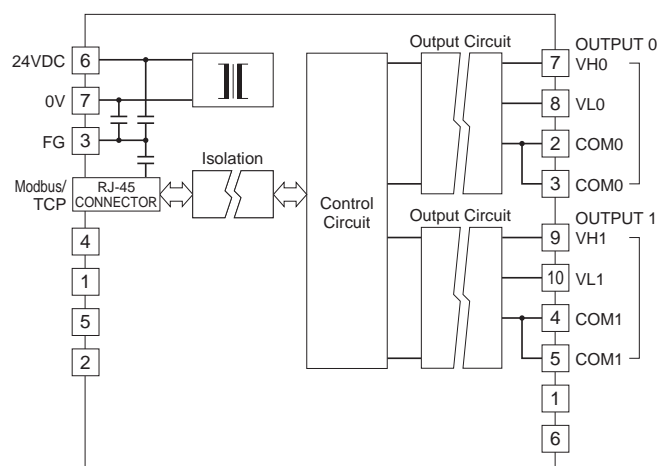 24VDC
6
0V
7
FG
3
Modbus/
TCP
RJ-45
CONNECTOR
4
1
5
2
Isolation
Control
Circuit
Output Circuit
OUTPUT 0
7
VH0
8
VL0
2
COM0
3
COM0
Output Circuit
OUTPUT 1
9
VH1
10
VL1
4
COM1
5
COM1
1
6